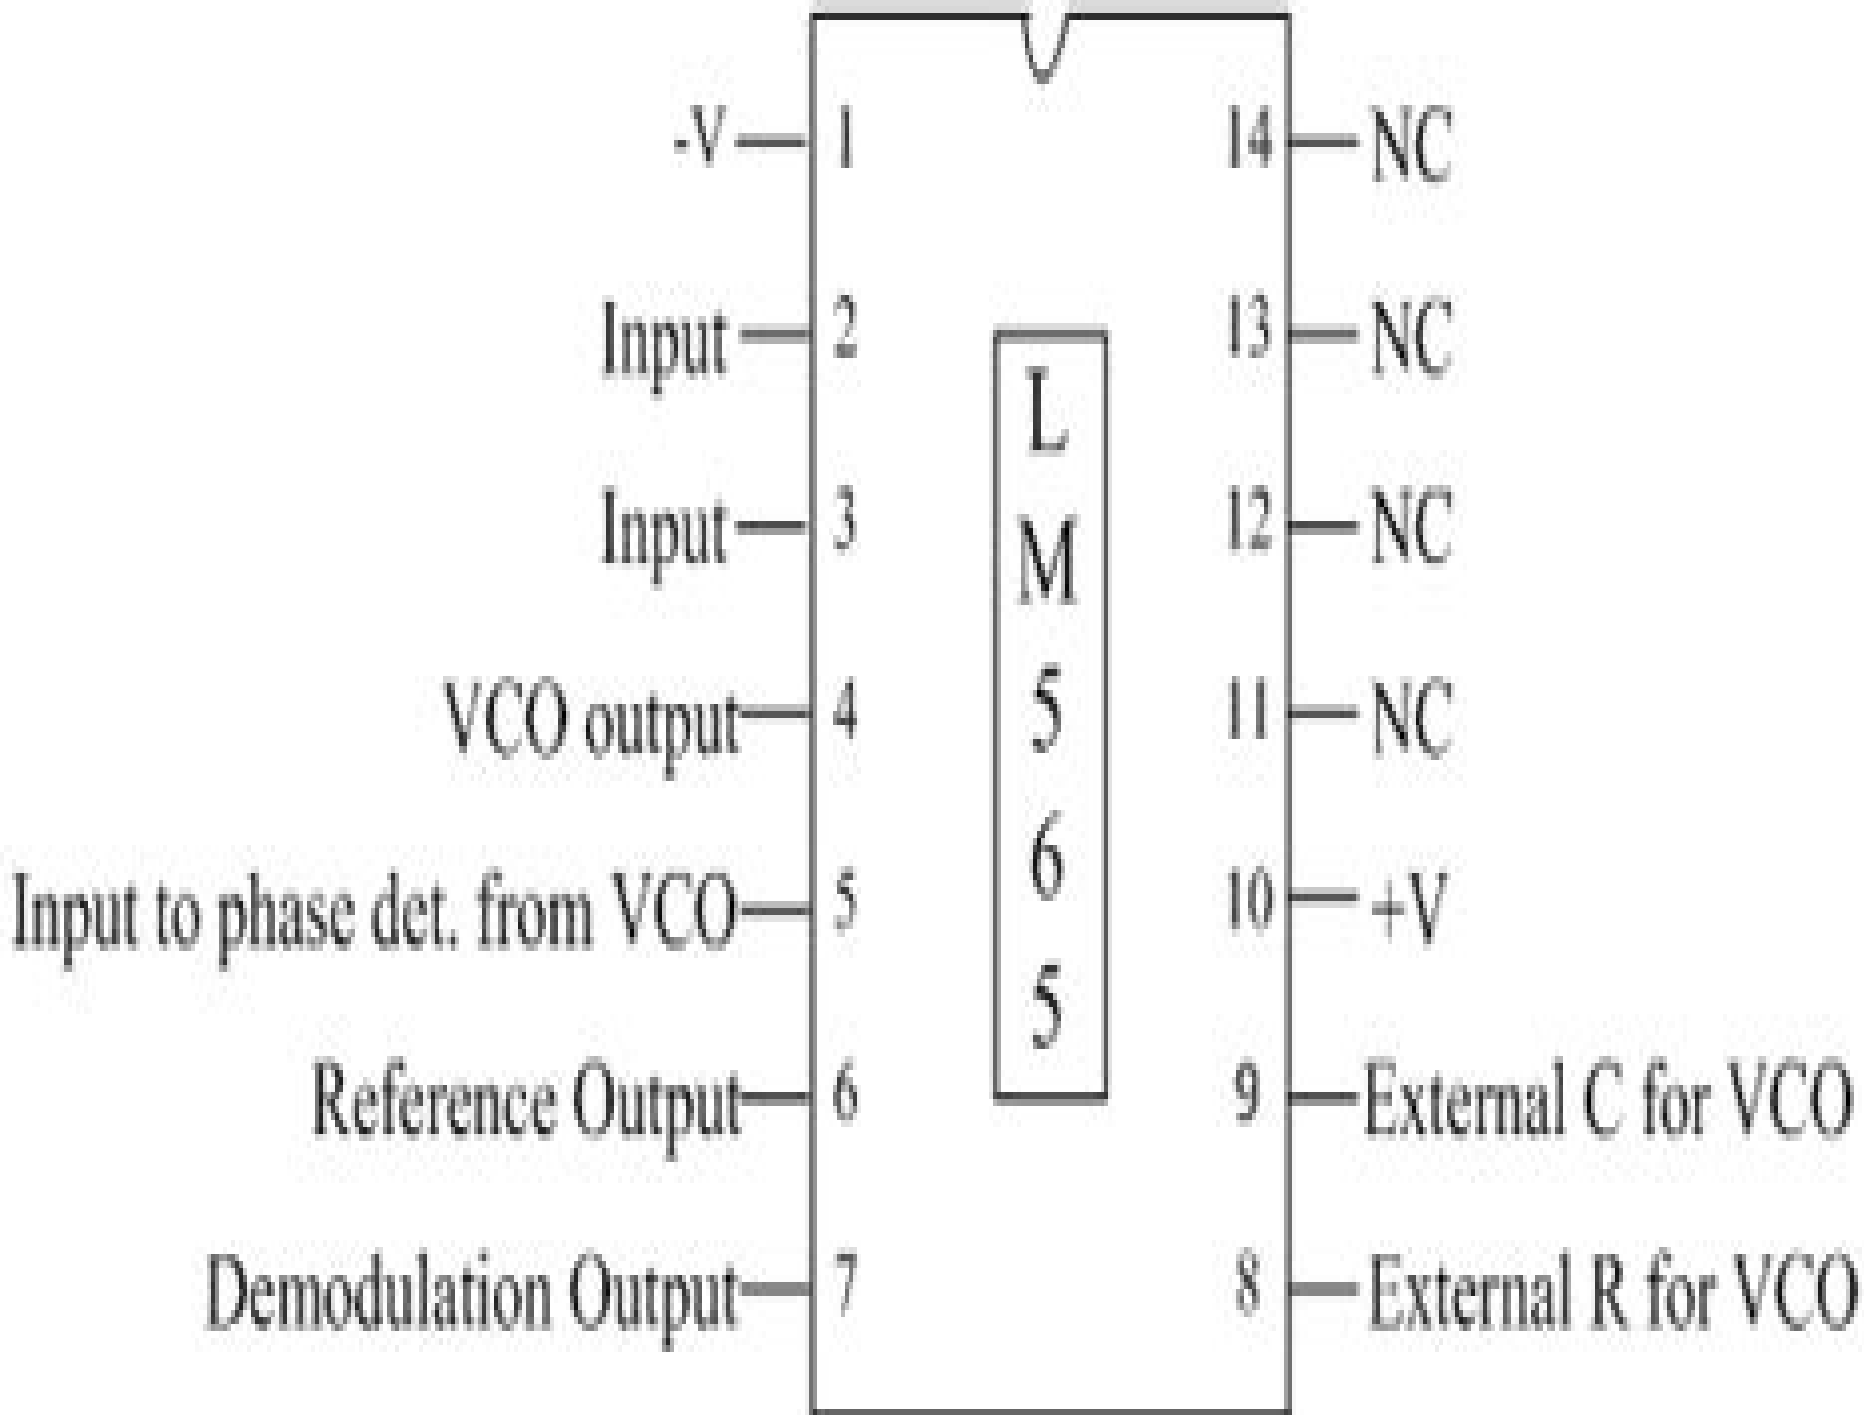 -V 1 14 NC
Input 2 13 NC
Input 3 12 NC
VCO output 4 11 NC
Input to phase det. from VCO 5 10 +V
Reference Output 6 9 External C for VCO
Demodulation Output 7 8 External R for VCO
L
M
5
6
5